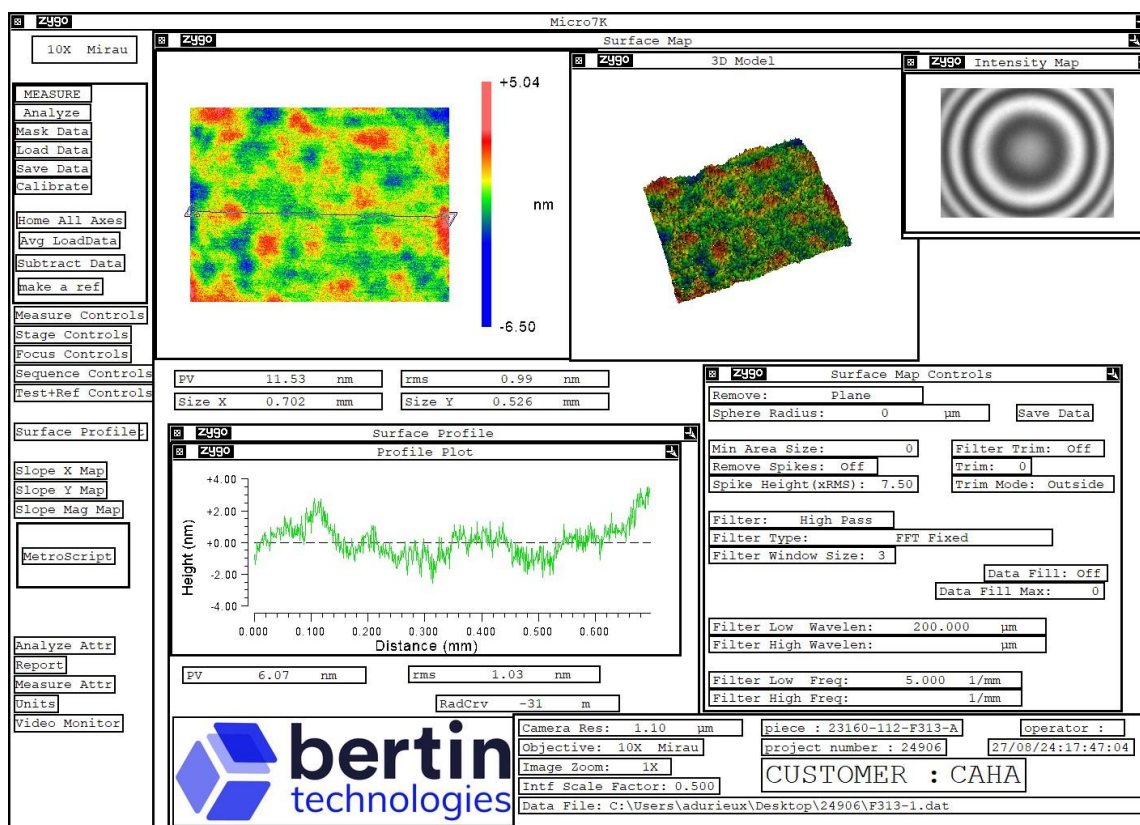 zygo Micro7K
10X Mirau
MEASURE
Analyze
Mask Data
Load Data
Save Data
Calibrate
Home All Axes
Avg LoadData
Subtract Data
make a ref
Measure Controls
Stage Controls
Focus Controls
Sequence Controls
Test+Ref Controls
Surface Profile
Slope X Map
Slope Y Map
Slope Mag Map
MetroScript
Analyze Attr
Report
Measure Attr
Units
Video Monitor
zygo Surface Map
+5.04
nm
-6.50
zygo 3D Model
zygo Intensity Map
PV 11.53 nm
rms 0.99 nm
Size X 0.702 mm
Size Y 0.526 mm
zygo Surface Profile
zygo Profile Plot
Height (nm)
+4.00
+2.00
+0.00
-2.00
-4.00
0.000 0.100 0.200 0.300 0.400 0.500 0.600
Distance (mm)
PV 6.07 nm
rms 1.03 nm
RadCrv -31 m
zygo Surface Map Controls
Remove: Plane
Sphere Radius: 0 µm
Save Data
Min Area Size: 0
Filter Trim: Off
Remove Spikes: Off
Trim: 0
Spike Height(xRMS): 7.50
Trim Mode: Outside
Filter: High Pass
Filter Type: FFT Fixed
Filter Window Size: 3
Data Fill: Off
Data Fill Max: 0
Filter Low Wavelen: 200.000 µm
Filter High Wavelen: µm
Filter Low Freq: 5.000 1/mm
Filter High Freq: 1/mm
bertin
technologies
Camera Res: 1.10 µm
Objective: 10X Mirau
Image Zoom: 1X
Intf Scale Factor: 0.500
Data File: C:\Users\adurieux\Desktop\24906\F313-1.dat
piece : 23160-112-F313-A
operator :
project number : 24906
27/08/24:17:47:04
CUSTOMER : CAHA